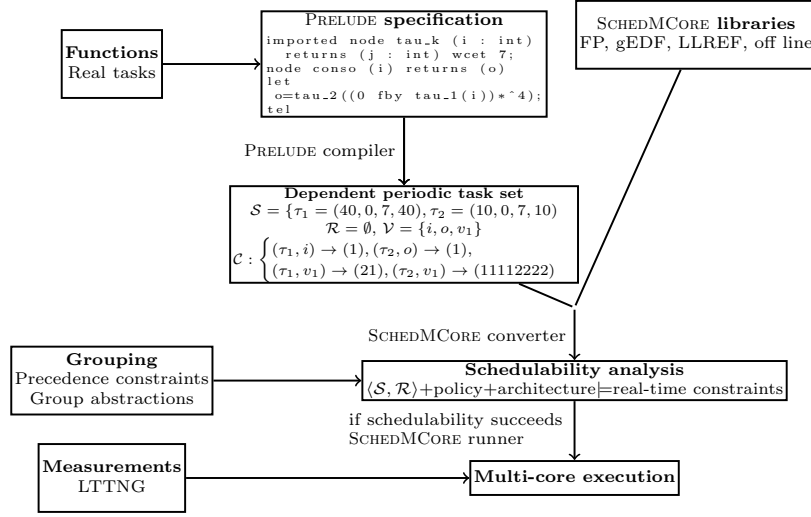 PRELUDE specification
imported node tau_k (i : int)
returns (j : int) wcet 7;
node conso (i) returns (o)
let
o=tau_2((0 fby tau_1(i))*^4);
tel
SCHEDMCORE libraries
FP, gEDF, LLREF, off line
Functions
Real tasks
PRELUDE compiler
Dependent periodic task set
S = {τ1 = (40, 0, 7, 40), τ2 = (10, 0, 7, 10)
R = ∅, V = {i, o, v1}
C : { (τ1, i) → (1), (τ2, o) → (1),
(τ1, v1) → (21), (τ2, v1) → (11112222)
SCHEDMCORE converter
Grouping
Precedence constraints
Group abstractions
Schedulability analysis
⟨S, R⟩+policy+architecture|=real-time constraints
if schedulability succeeds
SCHEDMCORE runner
Measurements
LTTNG
Multi-core execution